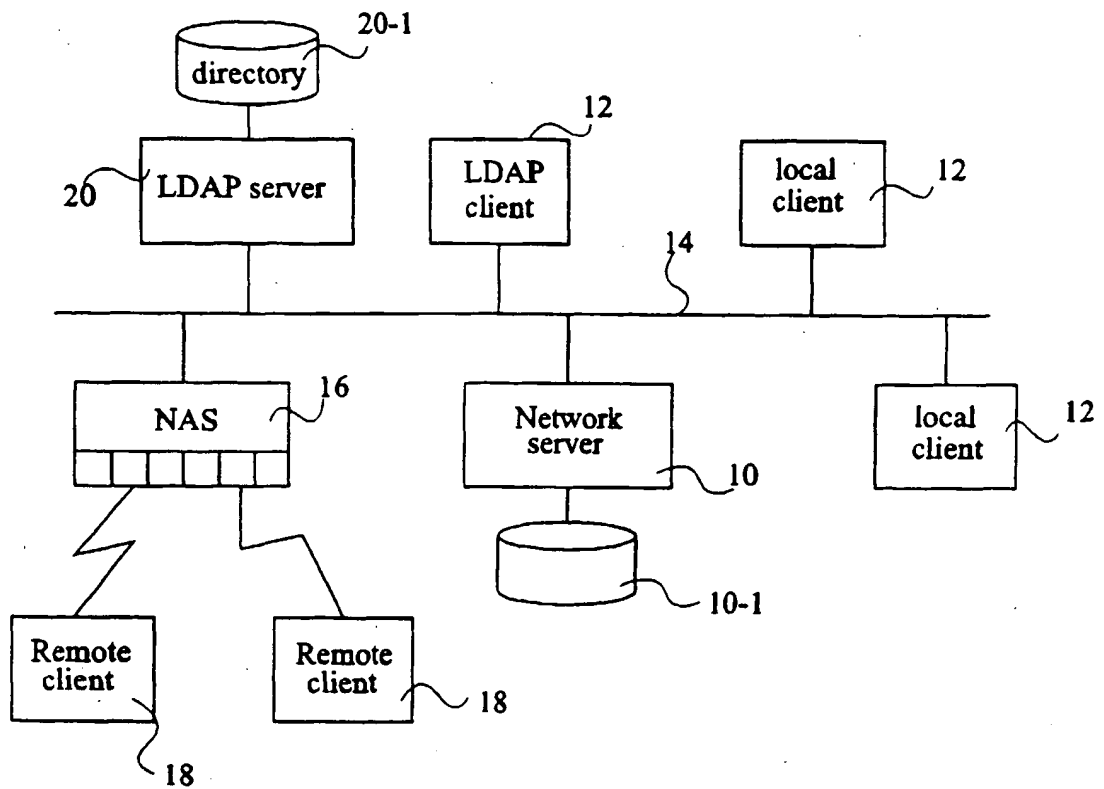 20-1
directory
12
LDAP server
20
LDAP
client
local
client
12
14
NAS
16
Network
server
10
local
client
12
10-1
Remote
client
18
Remote
client
18